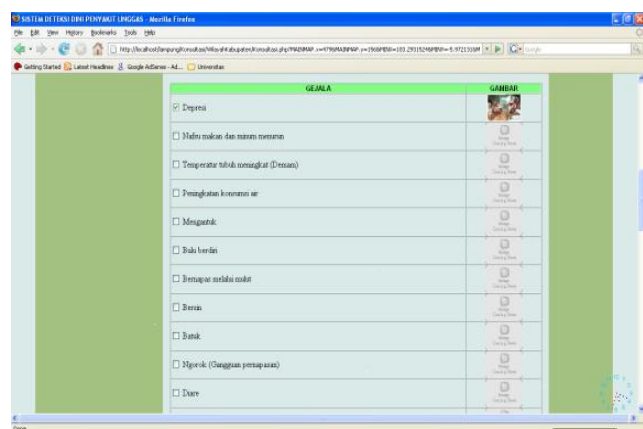 SISTEM DETEKSI DINI PENYAKIT UNGGAS - Mozilla Firefox
File Edit View History Bookmarks Tools Help
Getting Started Latest Headlines Google AdSense - Ad... Universitas
GEJALA GAMBAR
Depresi
Nafsu makan dan minum menurun
Temperatur tubuh meningkat (Demam)
Peningkatan konsumsi air
Mengantuk
Bulu berdiri
Bernapas melalui mulut
Bersin
Batuk
Ngorok (Gangguan pernapasan)
Diare